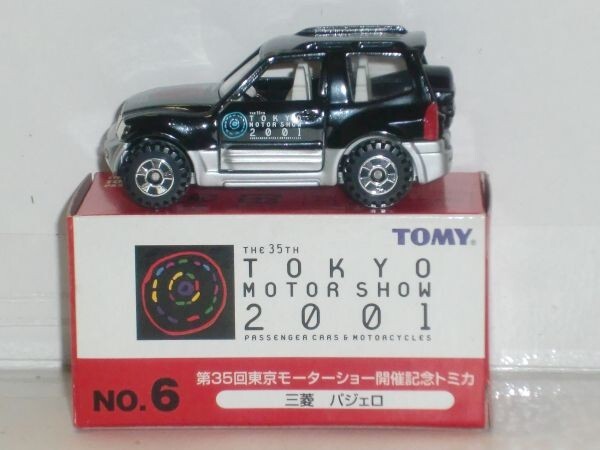 THE 35TH
TOKYO
MOTOR SHOW
2001
TOMY
THE 35TH
TOKYO
MOTOR SHOW
2001
PASSENGER CARS & MOTORCYCLES
NO.6
第35回東京モーターショー開催記念トミカ
三菱 パジェロ